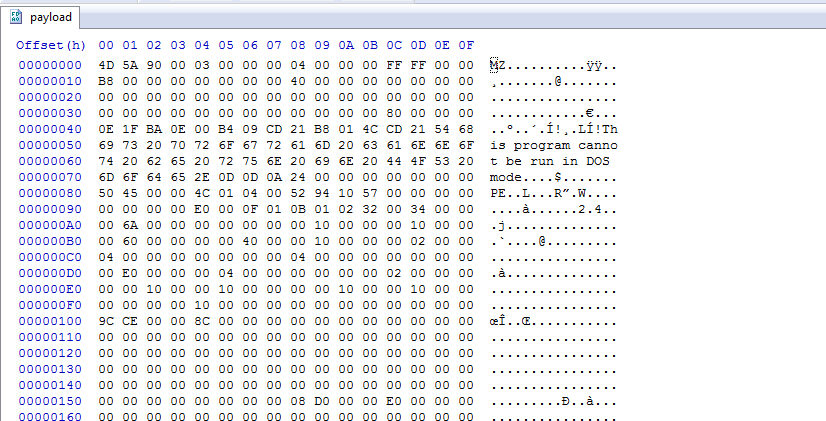 payload
Offset(h) 00 01 02 03 04 05 06 07 08 09 0A 0B 0C 0D 0E 0F
00000000 4D 5A 90 00 03 00 00 00 04 00 00 00 FF FF 00 00 MZ..........ÿÿ..
00000010 B8 00 00 00 00 00 00 00 40 00 00 00 00 00 00 00 ¸.......@.......
00000020 00 00 00 00 00 00 00 00 00 00 00 00 00 00 00 00 ................
00000030 00 00 00 00 00 00 00 00 00 00 00 00 80 00 00 00 ............€...
00000040 0E 1F BA 0E 00 B4 09 CD 21 B8 01 4C CD 21 54 68 ..º..´.Í!¸.LÍ!Th
00000050 69 73 20 70 72 6F 67 72 61 6D 20 63 61 6E 6E 6F is program canno
00000060 74 20 62 65 20 72 75 6E 20 69 6E 20 44 4F 53 20 t be run in DOS
00000070 6D 6F 64 65 2E 0D 0D 0A 24 00 00 00 00 00 00 00 mode....$.......
00000080 50 45 00 00 4C 01 04 00 52 94 10 57 00 00 00 00 PE..L...R”.W....
00000090 00 00 00 00 E0 00 0F 01 0B 01 02 32 00 34 00 00 ....à......2.4..
000000A0 00 6A 00 00 00 00 00 00 00 10 00 00 00 10 00 00 .j..............
000000B0 00 60 00 00 00 00 40 00 00 10 00 00 00 02 00 00 .`....@.........
000000C0 04 00 00 00 00 00 00 00 04 00 00 00 00 00 00 00 ................
000000D0 00 E0 00 00 00 04 00 00 00 00 00 00 02 00 00 00 .à..............
000000E0 00 00 10 00 00 10 00 00 00 00 10 00 00 10 00 00 ................
000000F0 00 00 00 00 10 00 00 00 00 00 00 00 00 00 00 00 ................
00000100 9C CE 00 00 8C 00 00 00 00 00 00 00 00 00 00 00 œÎ..Œ...........
00000110 00 00 00 00 00 00 00 00 00 00 00 00 00 00 00 00 ................
00000120 00 00 00 00 00 00 00 00 00 00 00 00 00 00 00 00 ................
00000130 00 00 00 00 00 00 00 00 00 00 00 00 00 00 00 00 ................
00000140 00 00 00 00 00 00 00 00 00 00 00 00 00 00 00 00 ................
00000150 00 00 00 00 00 00 00 00 08 D0 00 00 E0 00 00 00 .........Ð..à...
00000160 00 00 00 00 00 00 00 00 00 00 00 00 00 00 00 00 ................